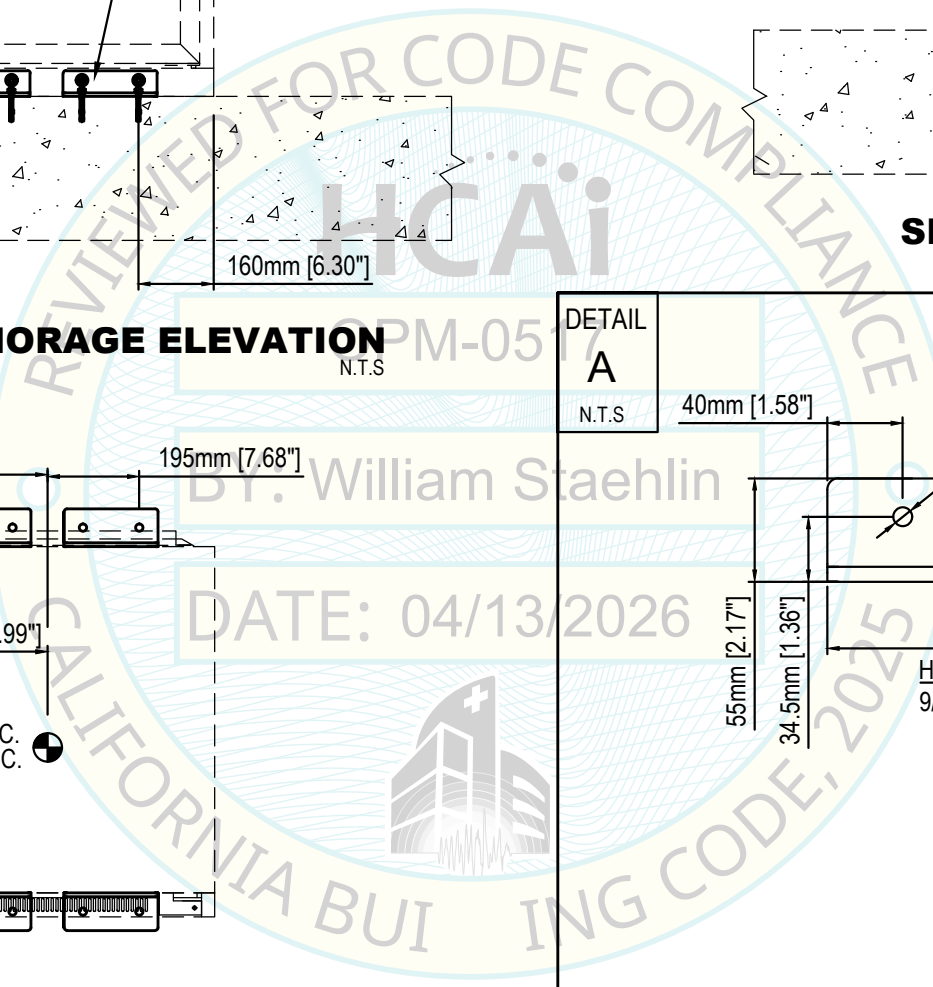 REVIEWED FOR CODE COMPLIANCE
HCAi
160mm [6.30"]
HORAGE ELEVATION
N.T.S
OPM-0517
DETAIL
A
N.T.S
40mm [1.58"]
195mm [7.68"]
BY: William Staehlin
DATE: 04/13/2026
.99"]
55mm [2.17"]
34.5mm [1.36"]
H
9/
C.
C.
CALIFORNIA BUI ING CODE, 2025